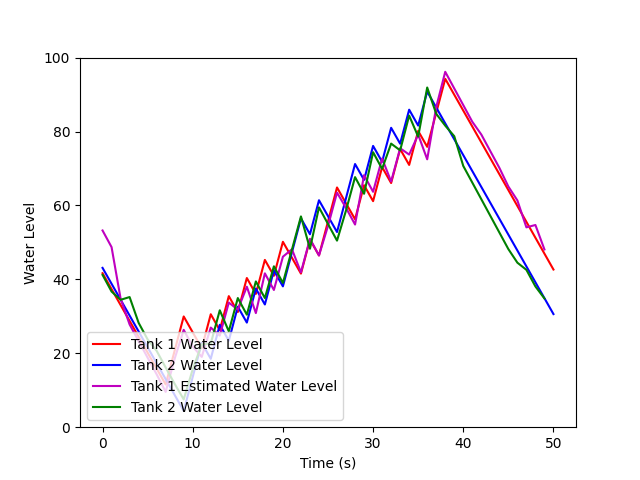 100
80
60
40
20
0
Water Level
Tank 1 Water Level
Tank 2 Water Level
Tank 1 Estimated Water Level
Tank 2 Water Level
0 10 20 30 40 50
Time (s)